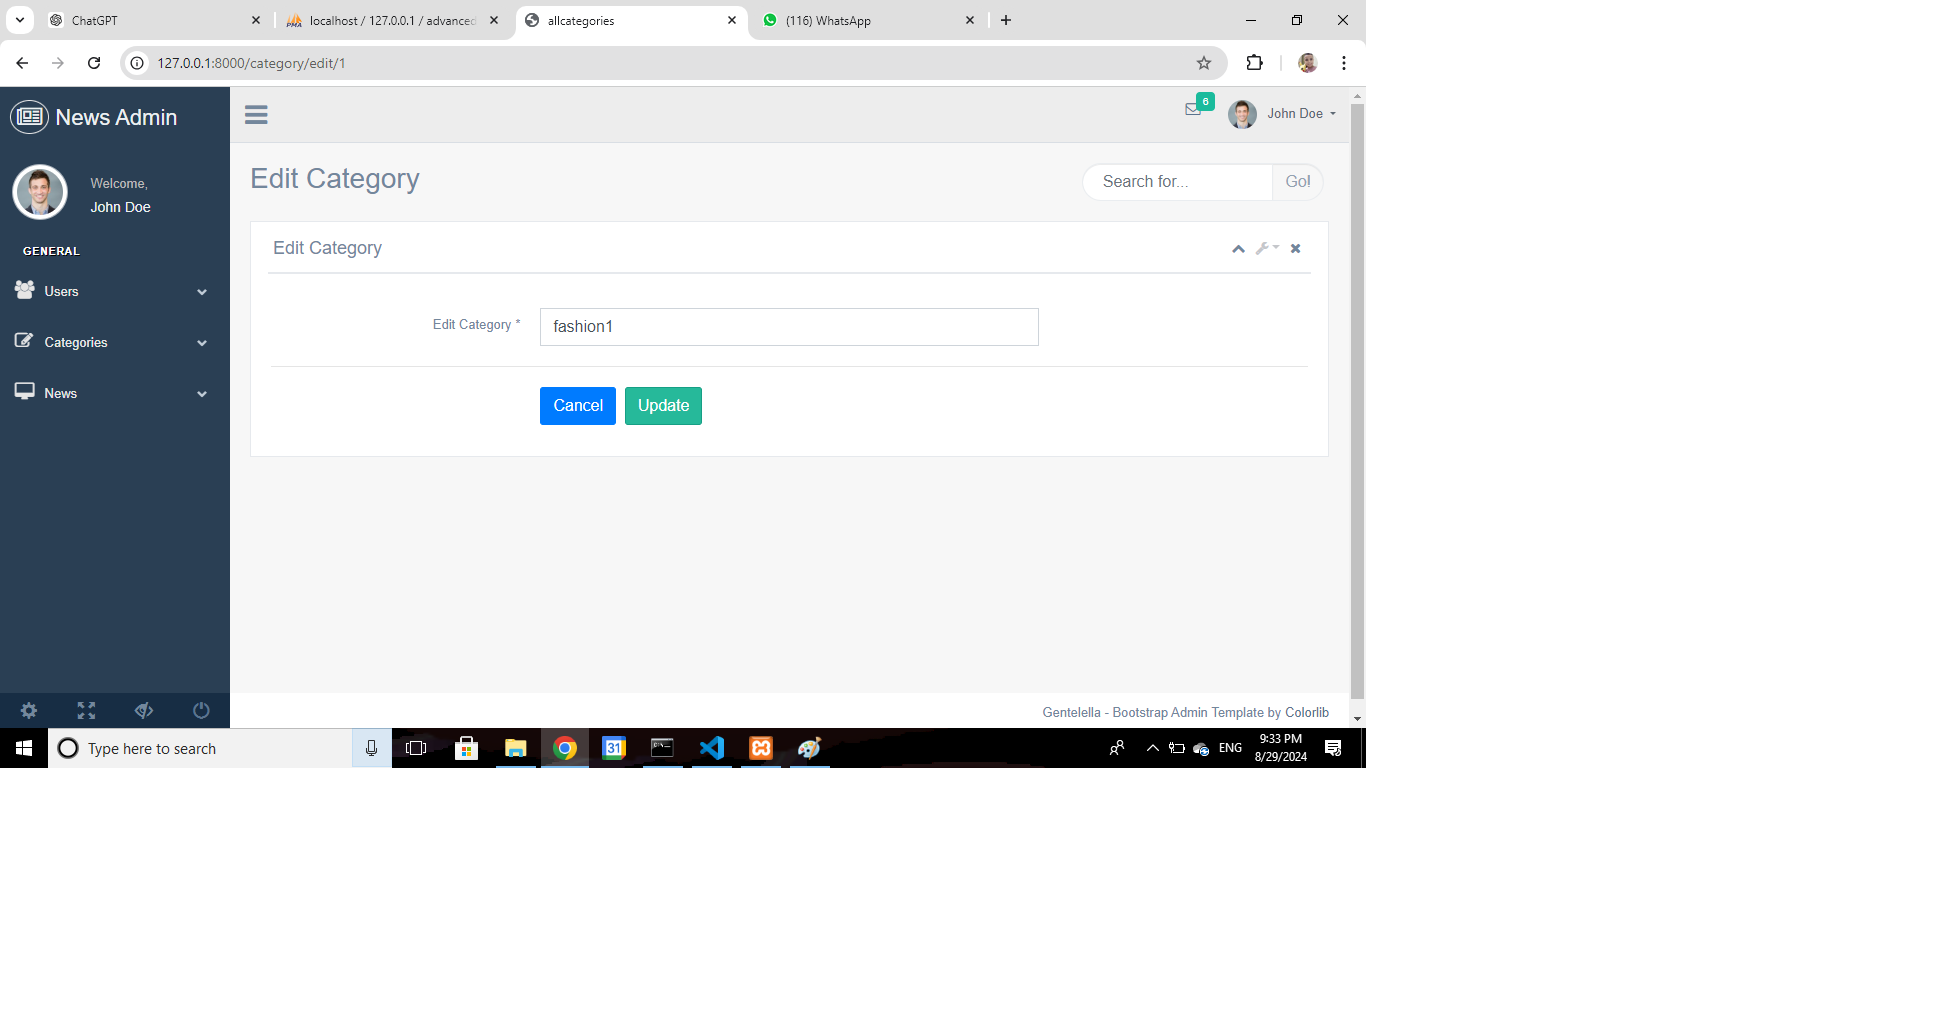 ChatGPT
localhost / 127.0.0.1 / advanced
allcategories
(116) WhatsApp
127.0.0.1:8000/category/edit/1
News Admin
6
John Doe
Welcome,
John Doe
Edit Category
Search for...
Go!
GENERAL
Users
Categories
News
Edit Category
Edit Category *
fashion1
Cancel
Update
Gentelella - Bootstrap Admin Template by Colorlib
Type here to search
31
ENG
9:33 PM
8/29/2024